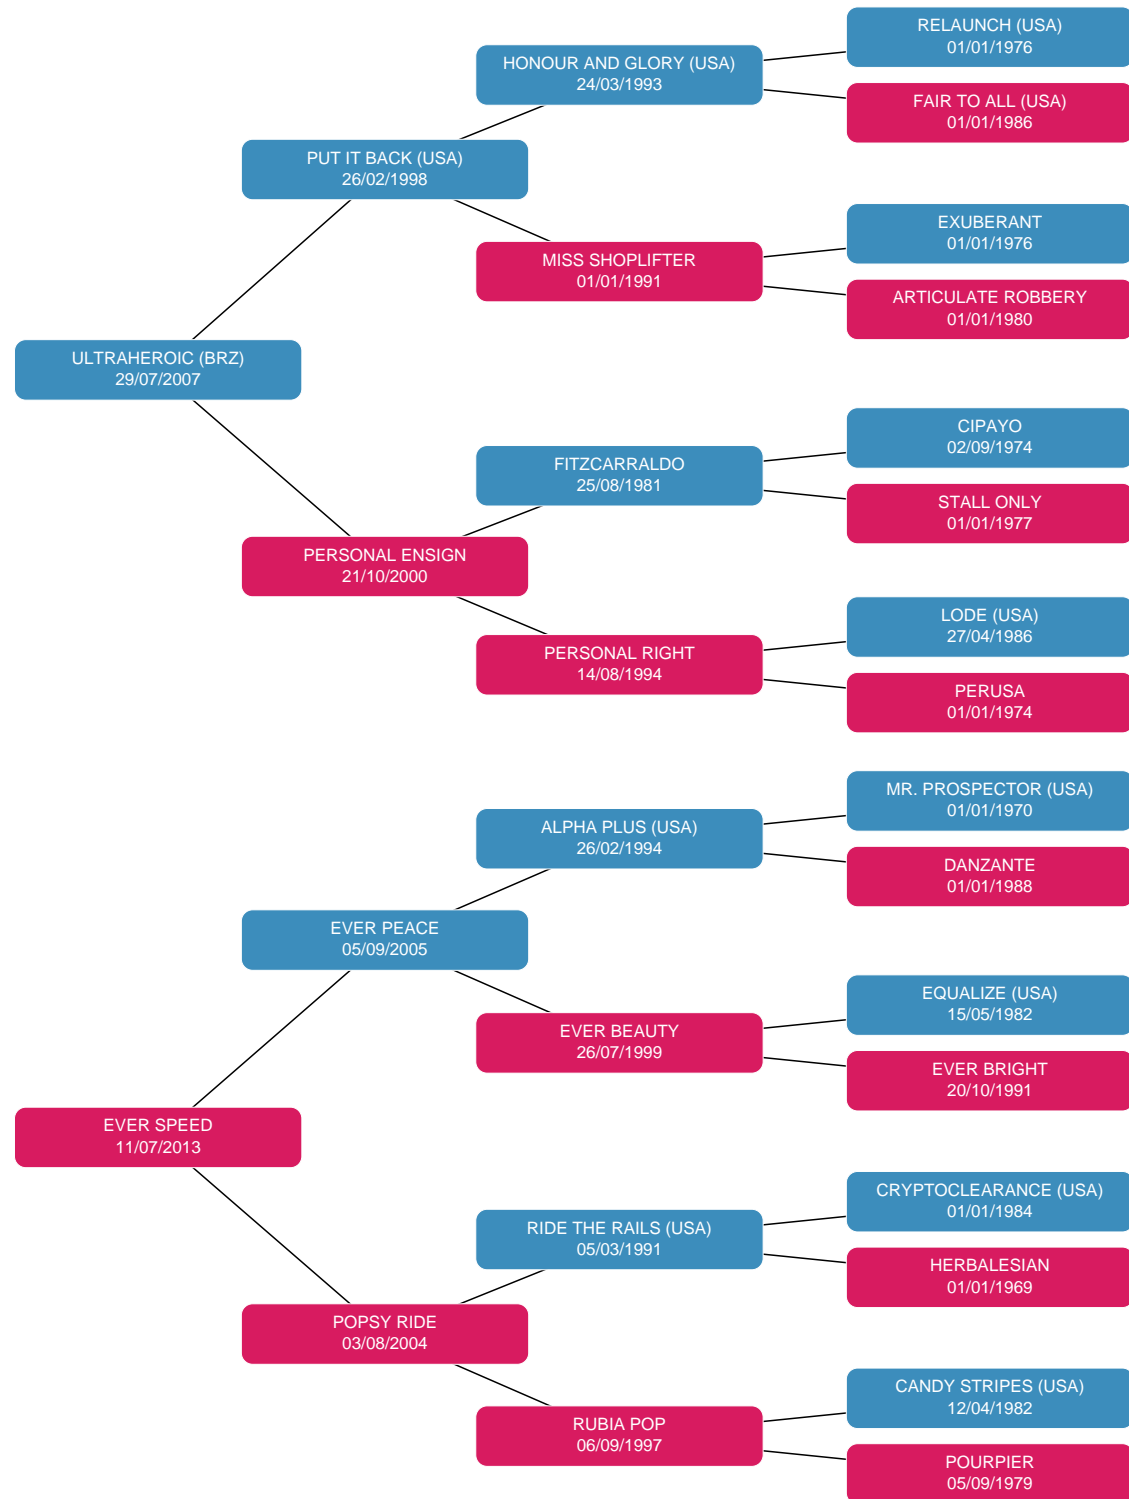 RELAUNCH (USA)
01/01/1976
HONOUR AND GLORY (USA)
24/03/1993
FAIR TO ALL (USA)
01/01/1986
PUT IT BACK (USA)
26/02/1998
EXUBERANT
01/01/1976
MISS SHOPLIFTER
01/01/1991
ARTICULATE ROBBERY
01/01/1980
ULTRAHEROIC (BRZ)
29/07/2007
CIPAYO
02/09/1974
FITZCARRALDO
25/08/1981
STALL ONLY
01/01/1977
PERSONAL ENSIGN
21/10/2000
LODE (USA)
27/04/1986
PERSONAL RIGHT
14/08/1994
PERUSA
01/01/1974
MR. PROSPECTOR (USA)
01/01/1970
ALPHA PLUS (USA)
26/02/1994
DANZANTE
01/01/1988
EVER PEACE
05/09/2005
EQUALIZE (USA)
15/05/1982
EVER BEAUTY
26/07/1999
EVER BRIGHT
20/10/1991
EVER SPEED
11/07/2013
CRYPTOCLEARANCE (USA)
01/01/1984
RIDE THE RAILS (USA)
05/03/1991
HERBALESIAN
01/01/1969
POPSY RIDE
03/08/2004
CANDY STRIPES (USA)
12/04/1982
RUBIA POP
06/09/1997
POURPIER
05/09/1979